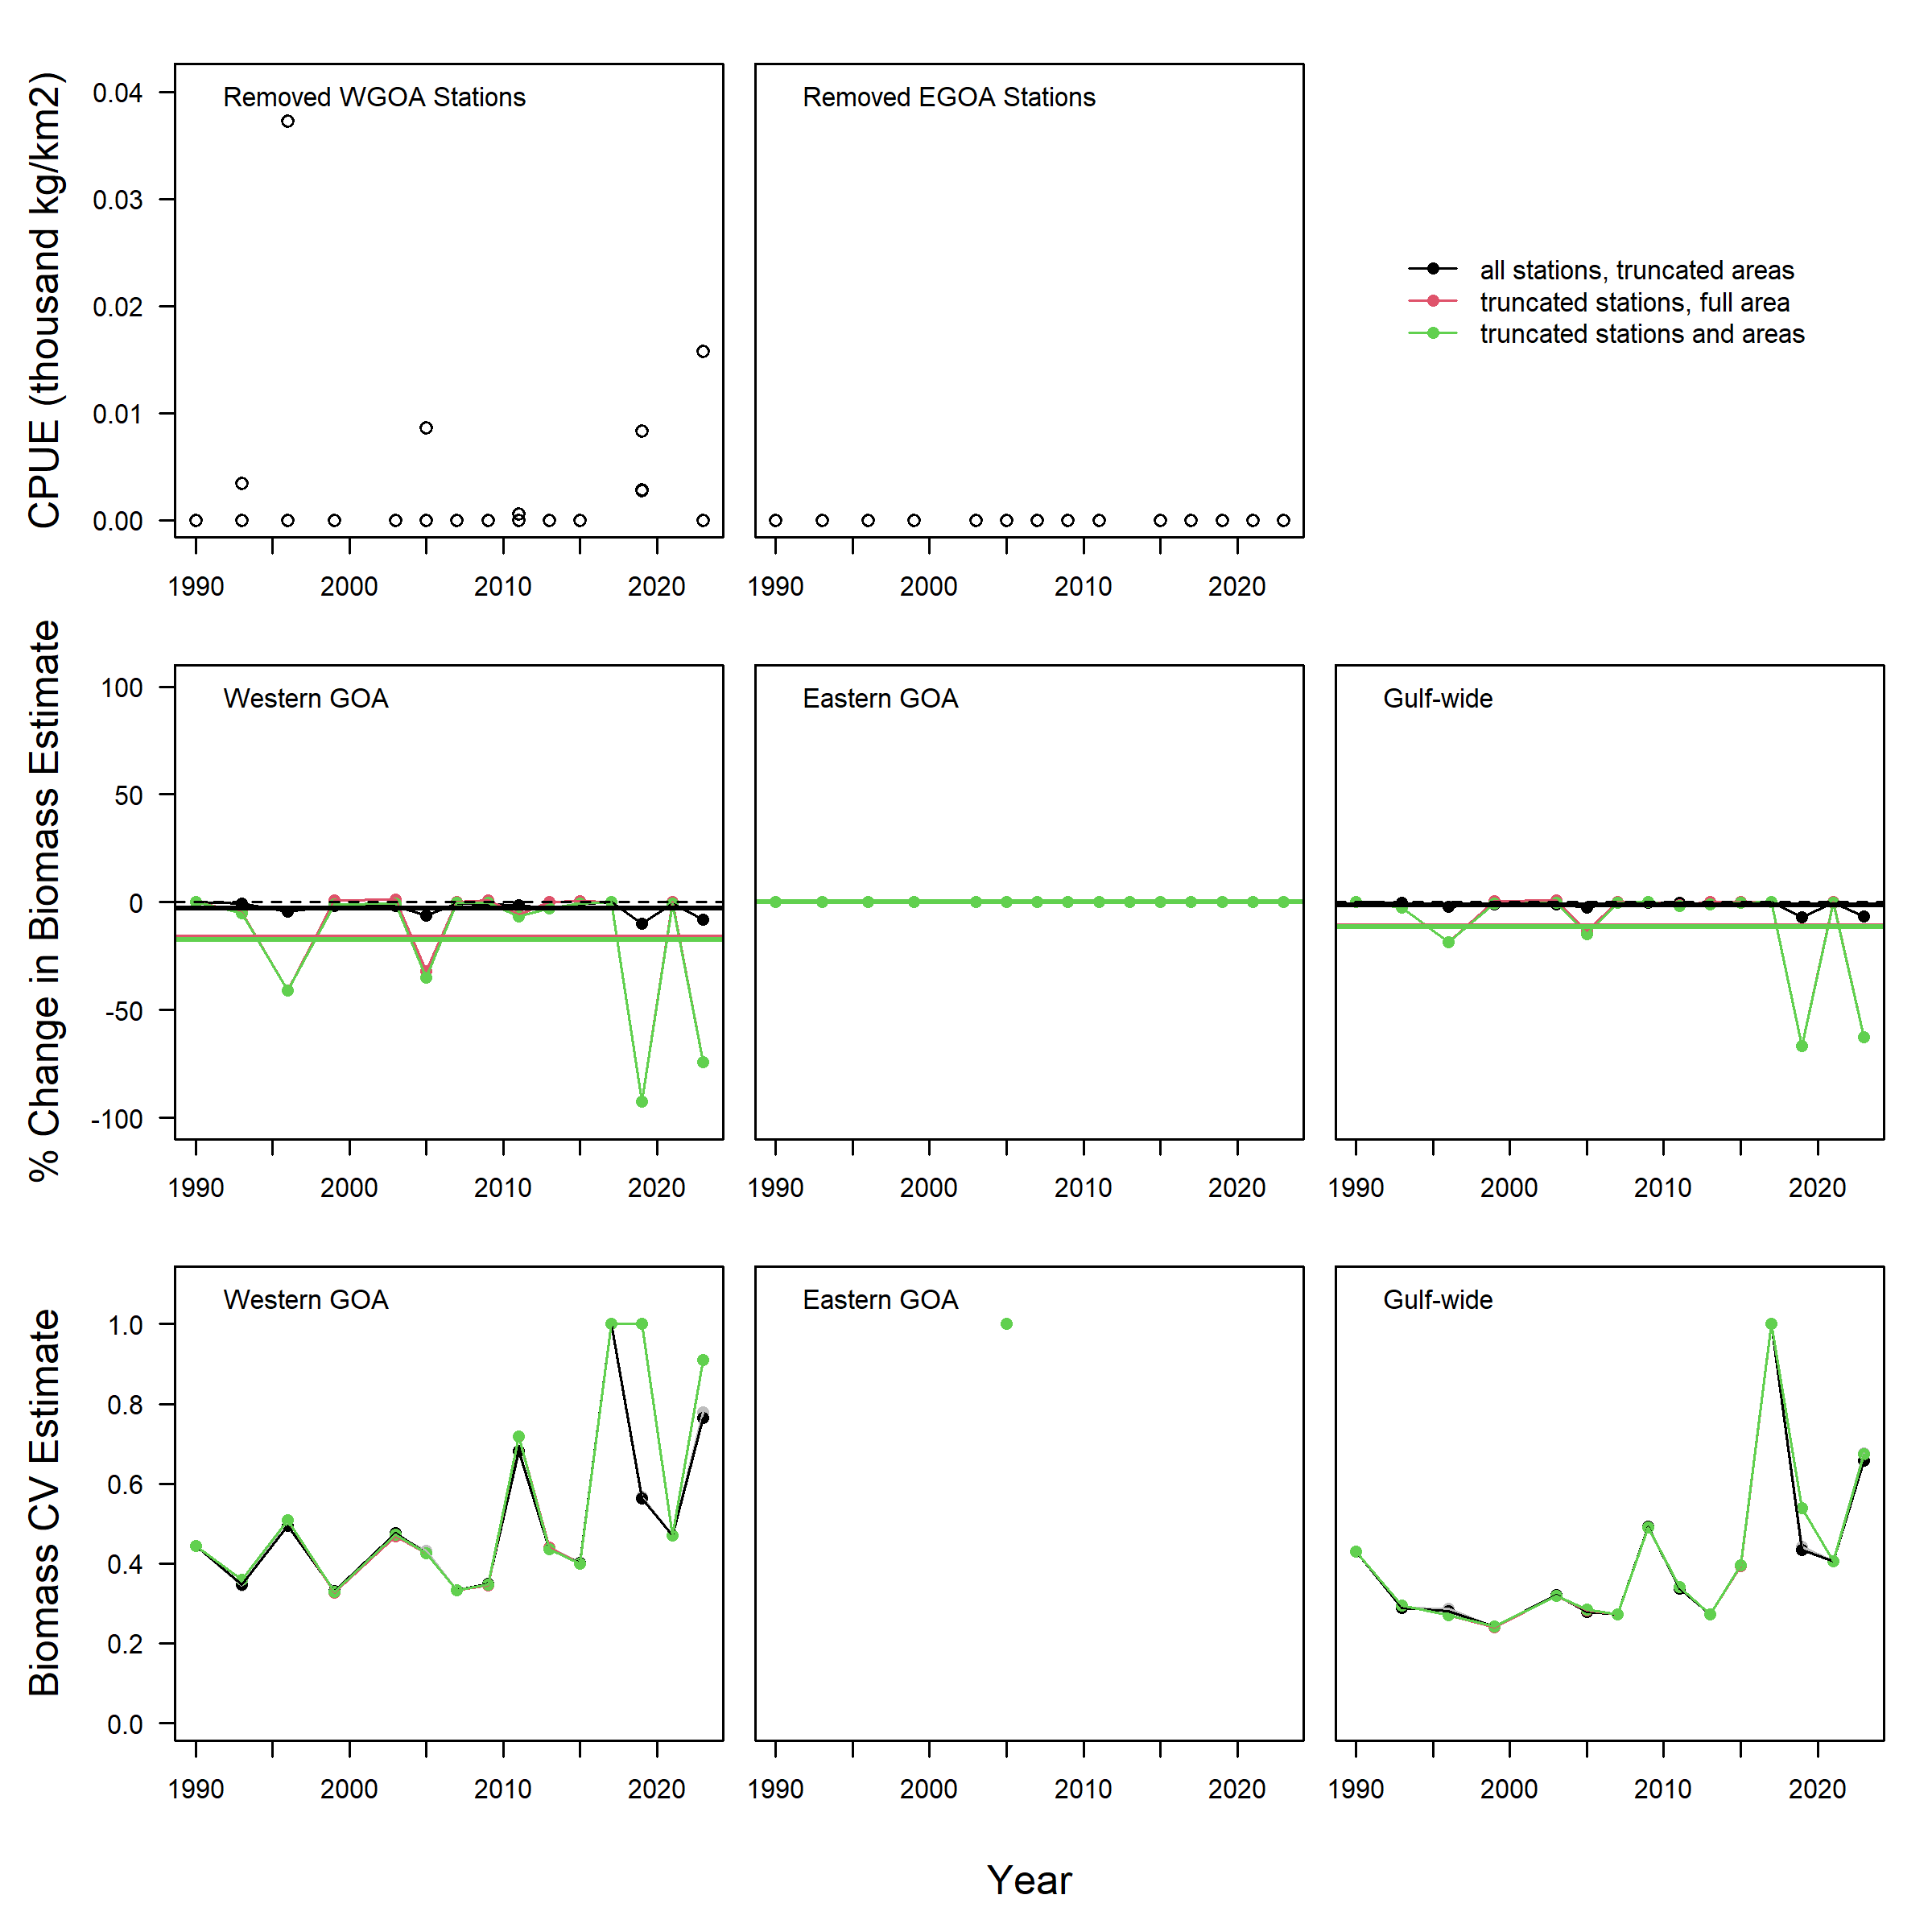 CPUE (thousand kg/km2)
0.04
0.03
0.02
0.01
0.00
Removed WGOA Stations
1990 2000 2010 2020
Removed EGOA Stations
1990 2000 2010 2020
all stations, truncated areas
truncated stations, full area
truncated stations and areas
% Change in Biomass Estimate
100
50
0
-50
-100
Western GOA
1990 2000 2010 2020
Eastern GOA
1990 2000 2010 2020
Gulf-wide
1990 2000 2010 2020
Biomass CV Estimate
1.0
0.8
0.6
0.4
0.2
0.0
Western GOA
1990 2000 2010 2020
Eastern GOA
1990 2000 2010 2020
Gulf-wide
1990 2000 2010 2020
Year